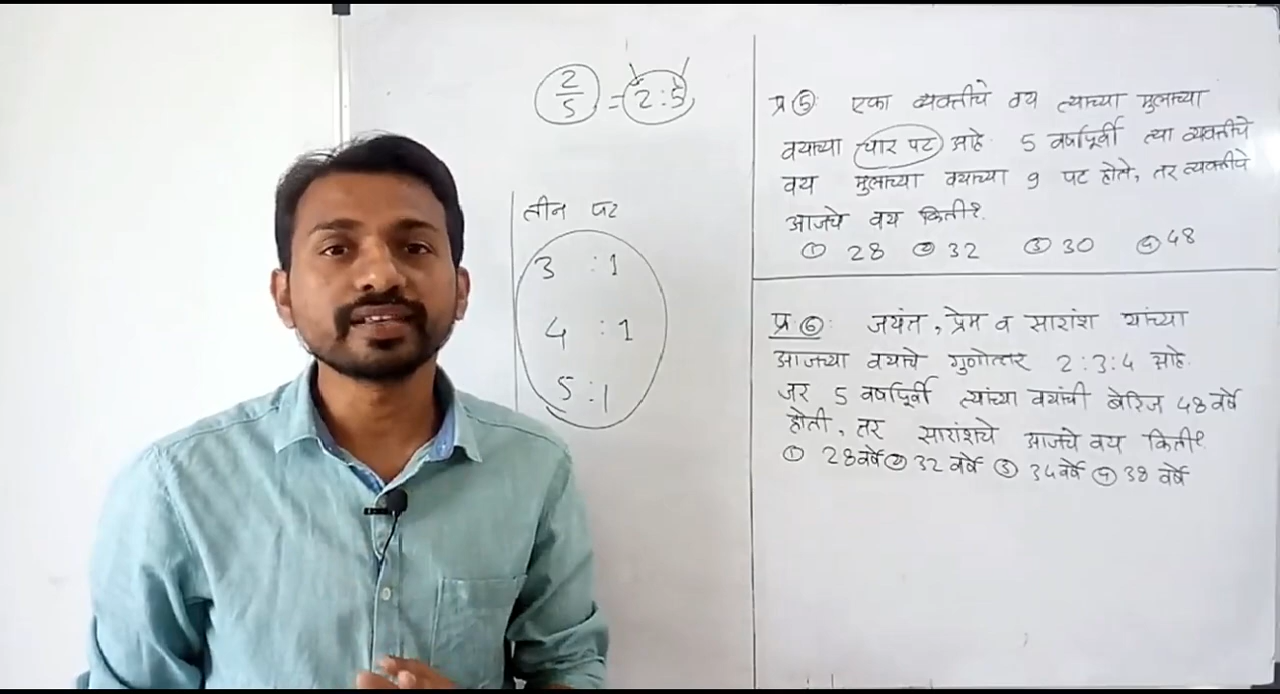 2/5 = 2:5
तीन पट
3 : 1
4 : 1
5 : 1
प्र ⑤: एका व्यक्तीचे वय त्याच्या मुलाच्या
वयाच्या चार पट आहे. 5 वर्षापूर्वी त्या व्यक्तीचे
वय मुलाच्या वयाच्या 9 पट होते, तर व्यक्तीचे
आजचे वय किती?
① 28 ② 32 ③ 30 ④ 48
प्र ⑥: जयंत, प्रेम व सारांश यांच्या
आजच्या वयाचे गुणोत्तर 2:3:4 आहे.
जर 5 वर्षापूर्वी त्यांच्या वयांची बेरिज 48 वर्षे
होती, तर सारांशचे आजचे वय किती?
① 28 वर्षे ② 32 वर्षे ③ 34 वर्षे ④ 38 वर्षे